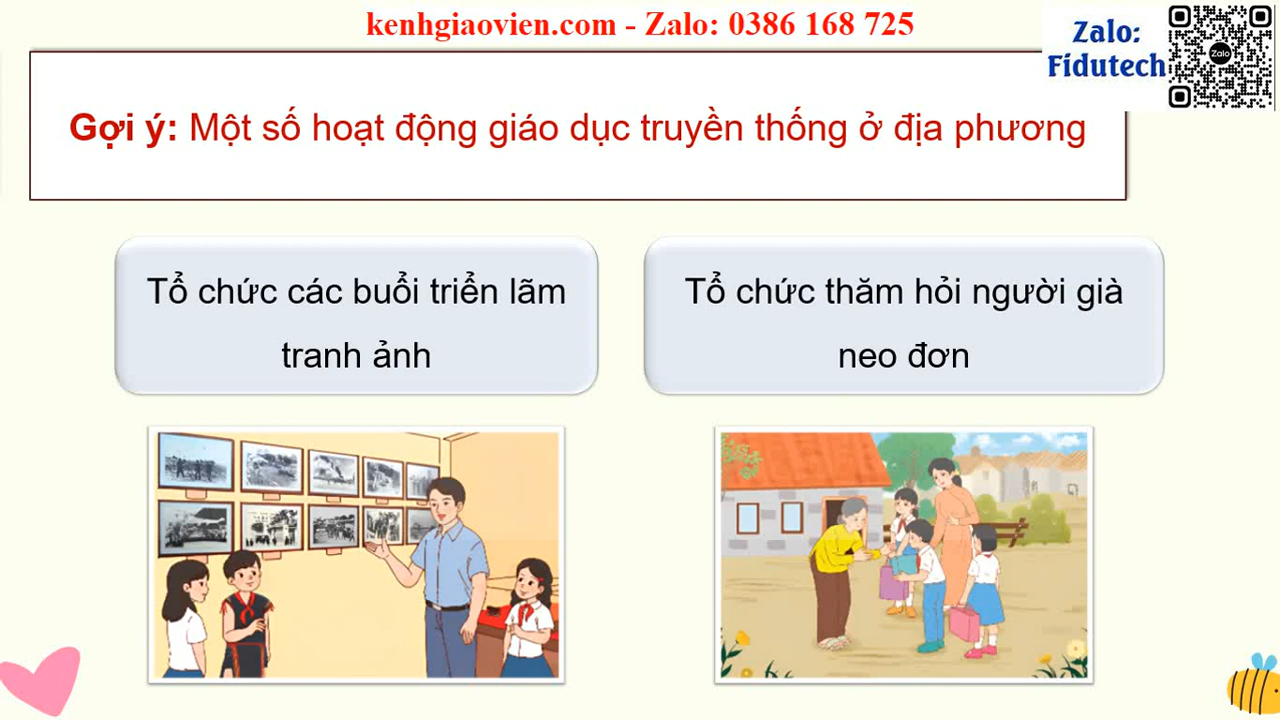 kenhgiaovien.com - Zalo: 0386 168 725
Zalo:
Fidutech
Zalo
Gợi ý: Một số hoạt động giáo dục truyền thống ở địa phương
Tổ chức các buổi triển lãm
tranh ảnh
Tổ chức thăm hỏi người già
neo đơn